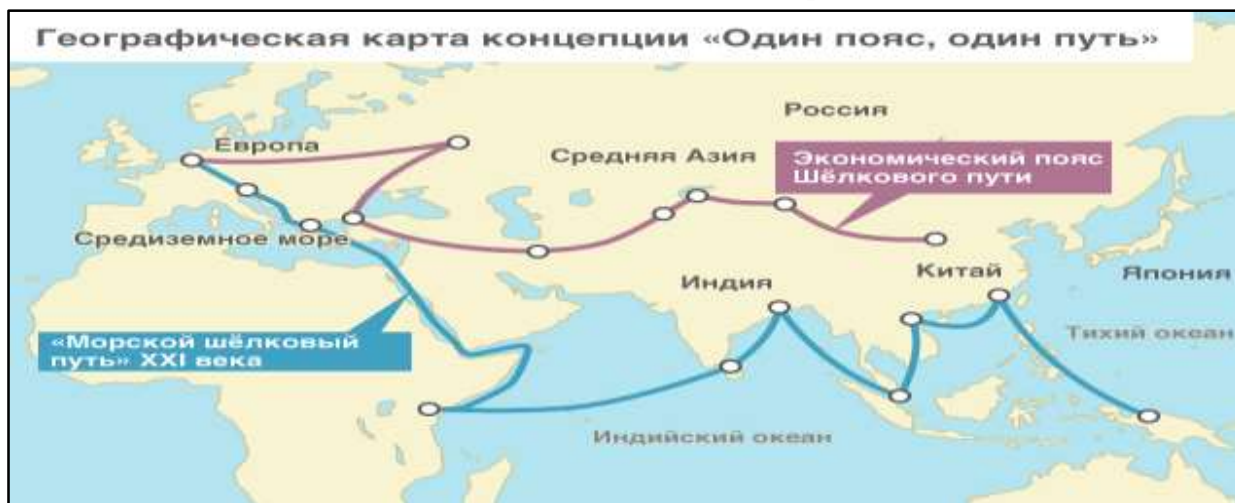 Географическая карта концепции «Один пояс, один путь»
Россия
Европа
Средняя Азия
Экономический пояс
Шёлкового пути
Средиземное море
Индия
Китай
Япония
«Морской шёлковый
путь» XXI века
Тихий океан
Индийский океан